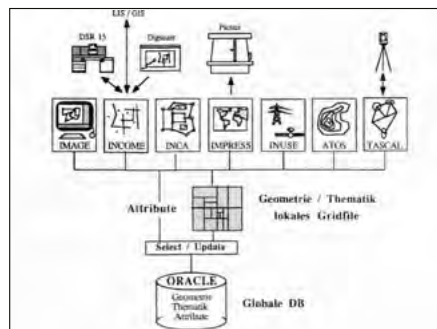 LIS / GIS
DSR 15
Digitizer
Pictran
IMAGE
INCOME
INCA
IMPRESS
INUSE
ATOS
TASCAL
Attribute
Geometrie / Thematik
lokales Gridfile
Select / Update
ORACLE
Geometrie
Thematik
Attribute
Globale DB